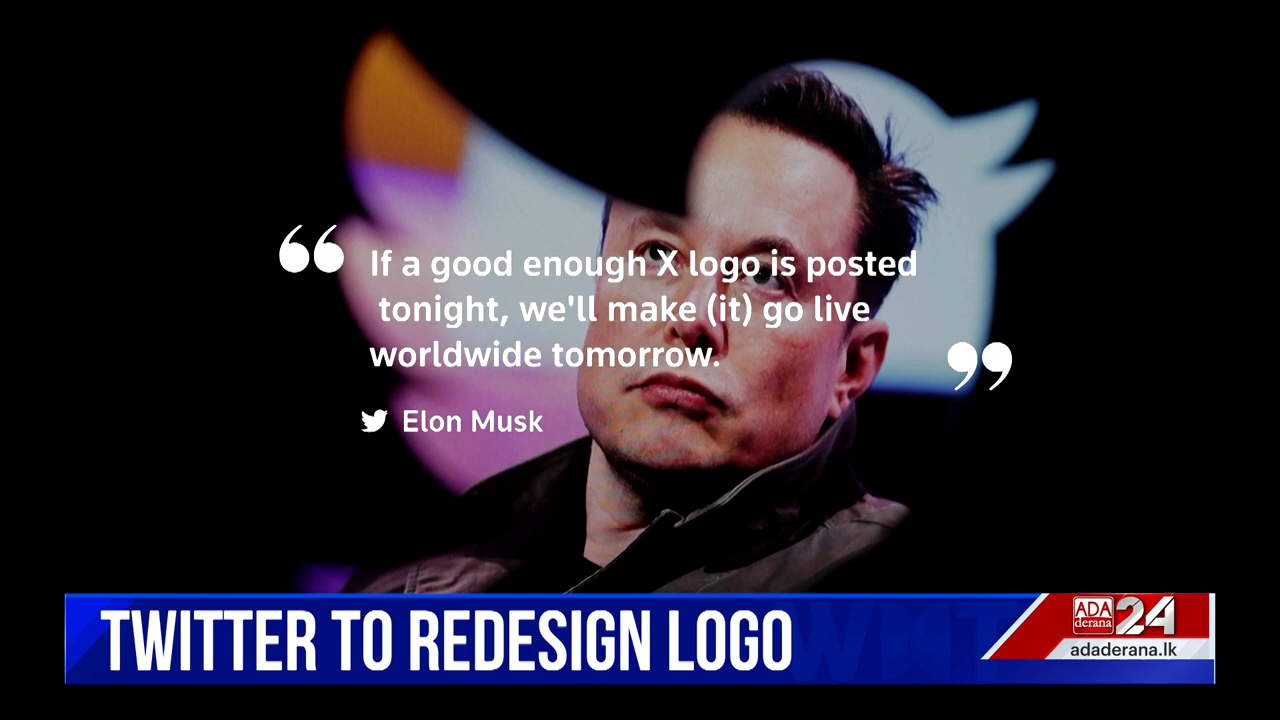 “ If a good enough X logo is posted
tonight, we'll make (it) go live
worldwide tomorrow. ”
Elon Musk
TWITTER TO REDESIGN LOGO
ADA
derana
24
adaderana.lk